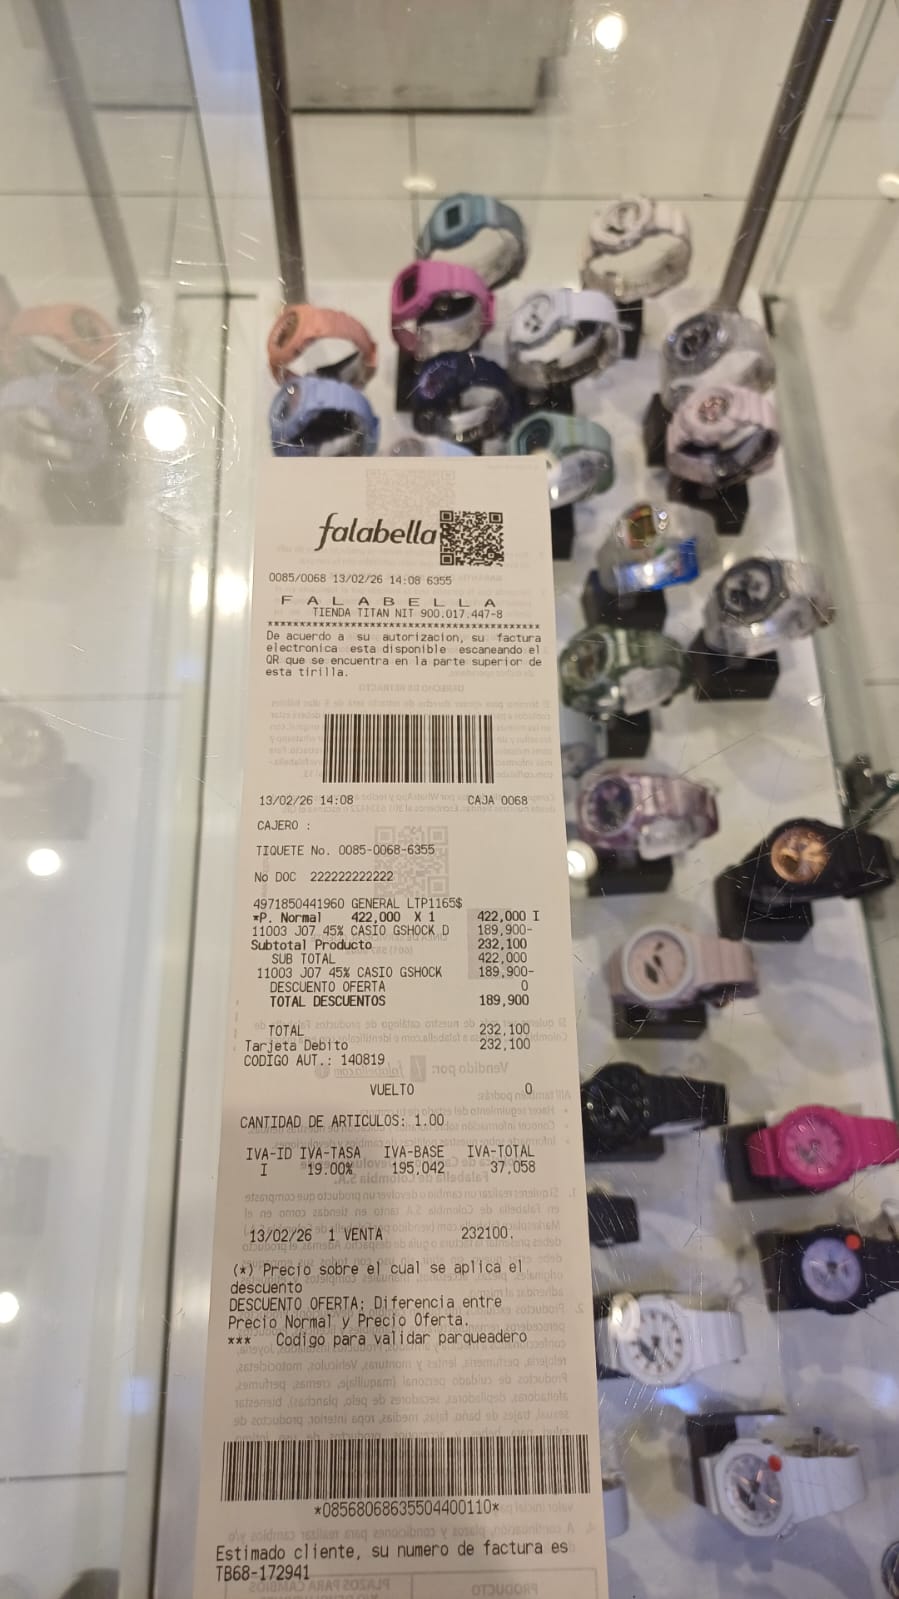 falabella
0085/0068 13/02/26 14:08 6355
F A L A B E L L A
TIENDA TITAN NIT 900.017.447-8
************************************************
De acuerdo a su autorizacion, su factura
electronica esta disponible escaneando el
QR que se encuentra en la parte superior de
esta tirilla.
13/02/26 14:08 CAJA 0068
CAJERO :
TIQUETE No. 0085-0068-6355
No DOC 222222222222
4971850441960 GENERAL LTP1165$
*P. Normal 422,000 X 1 422,000 I
11003 J07 45% CASIO GSHOCK D 189,900-
Subtotal Producto 232,100
SUB TOTAL 422,000
11003 J07 45% CASIO GSHOCK 189,900-
DESCUENTO OFERTA 0
TOTAL DESCUENTOS 189,900
TOTAL 232,100
Tarjeta Debito 232,100
CODIGO AUT.: 140819
VUELTO 0
CANTIDAD DE ARTICULOS: 1.00
IVA-ID IVA-TASA IVA-BASE IVA-TOTAL
I 19.00% 195,042 37,058
13/02/26 1 VENTA 232100.
(*) Precio sobre el cual se aplica el
descuento
DESCUENTO OFERTA: Diferencia entre
Precio Normal y Precio Oferta.
*** Codigo para validar parqueadero
*08568068635504400110*
Estimado cliente, su numero de factura es
TB68-172941